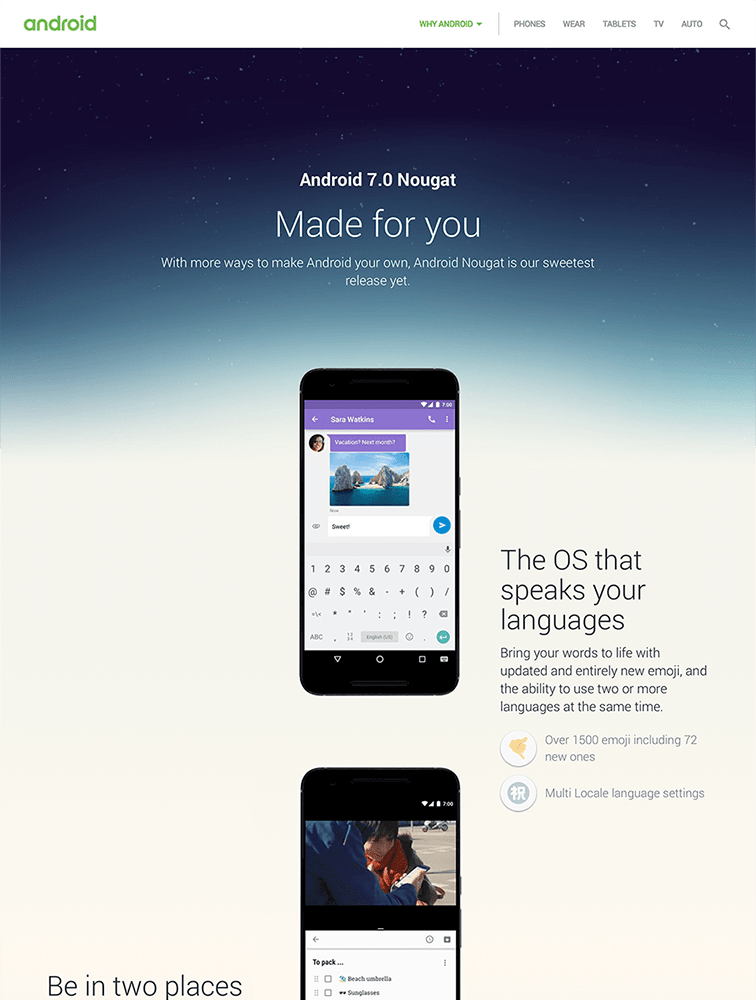 android
WHY ANDROID
PHONES
WEAR
TABLETS
TV
AUTO
Android 7.0 Nougat
Made for you
With more ways to make Android your own, Android Nougat is our sweetest
release yet.
7:00
Sara Watkins
Vacation? Next month?
Now
Sweet!
1 2 3 4 5 6 7 8 9 0
@ # $ % & - + ( ) /
=\< * " ' : ; ! ?
ABC , 12 34 English (US) .
The OS that
speaks your
languages
Bring your words to life with
updated and entirely new emoji, and
the ability to use two or more
languages at the same time.
Over 1500 emoji including 72
new ones
祝
Multi Locale language settings
7:00
To pack ...
Beach umbrella
Sunglasses
Be in two places